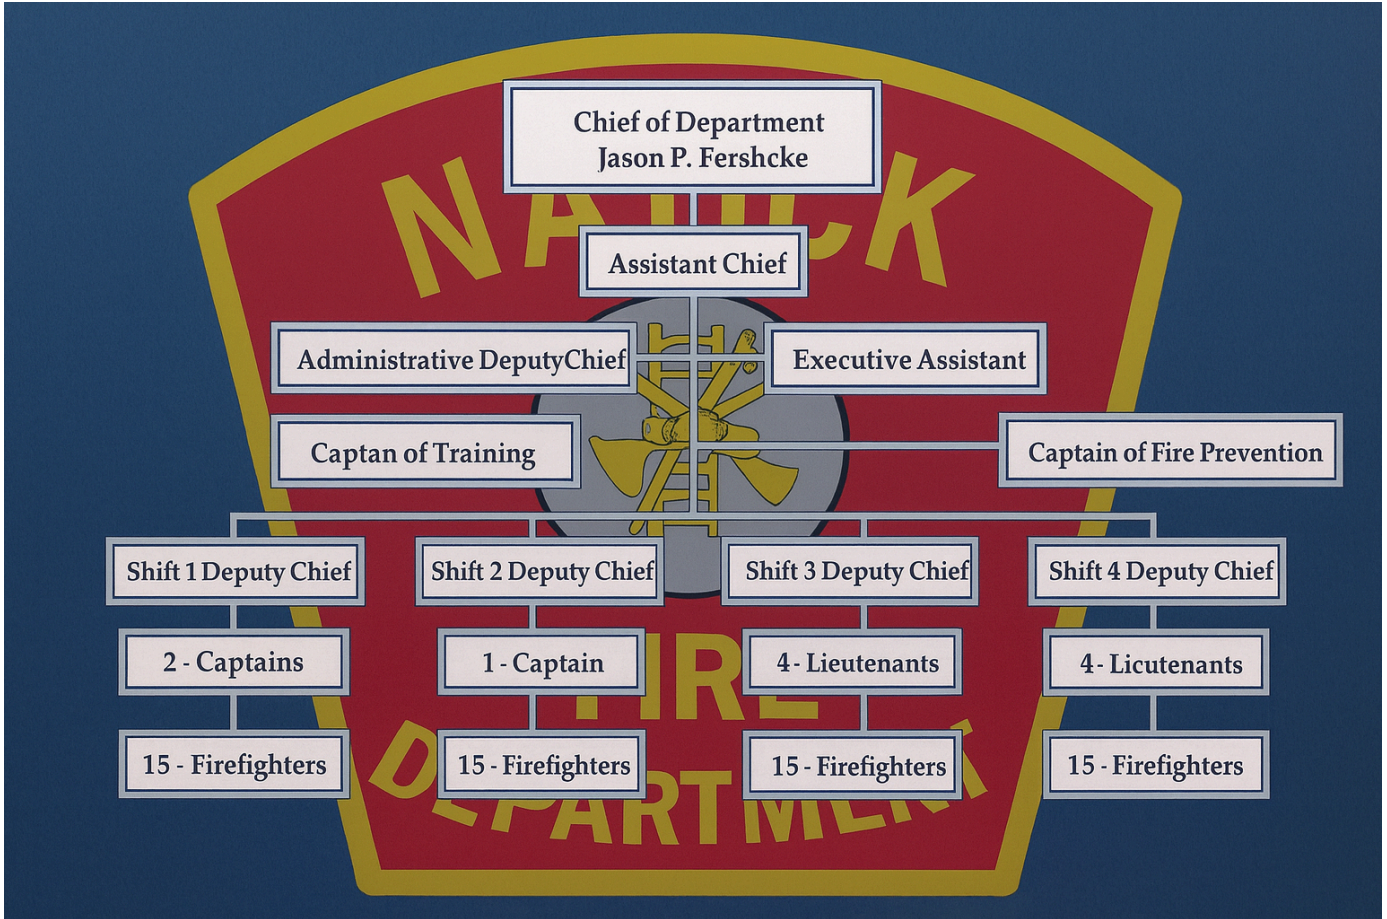 Chief of Department
Jason P. Fershcke
NATICK
Assistant Chief
Administrative DeputyChief
Executive Assistant
Captan of Training
Captain of Fire Prevention
Shift 1 Deputy Chief
Shift 2 Deputy Chief
Shift 3 Deputy Chief
Shift 4 Deputy Chief
2 - Captains
1 - Captain
4 - Lieutenants
4 - Licutenants
FIRE
15 - Firefighters
15 - Firefighters
15 - Firefighters
15 - Firefighters
DEPARTMENT